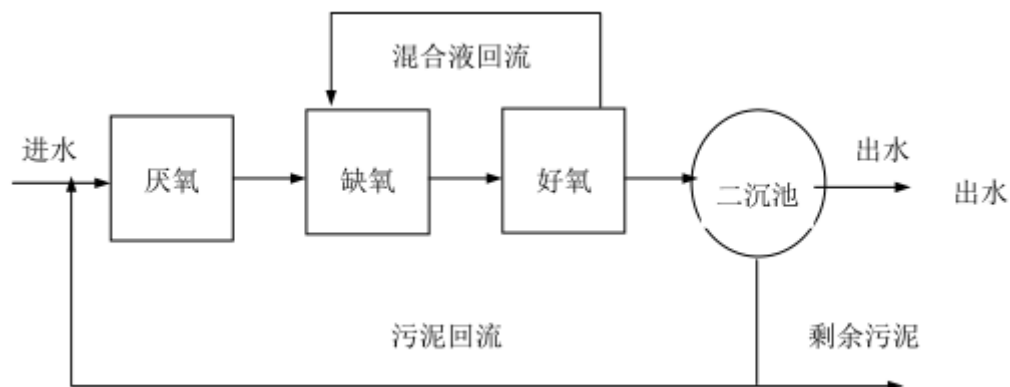 混合液回流
进水
厌氧
缺氧
好氧
二沉池
出水
出水
污泥回流
剩余污泥